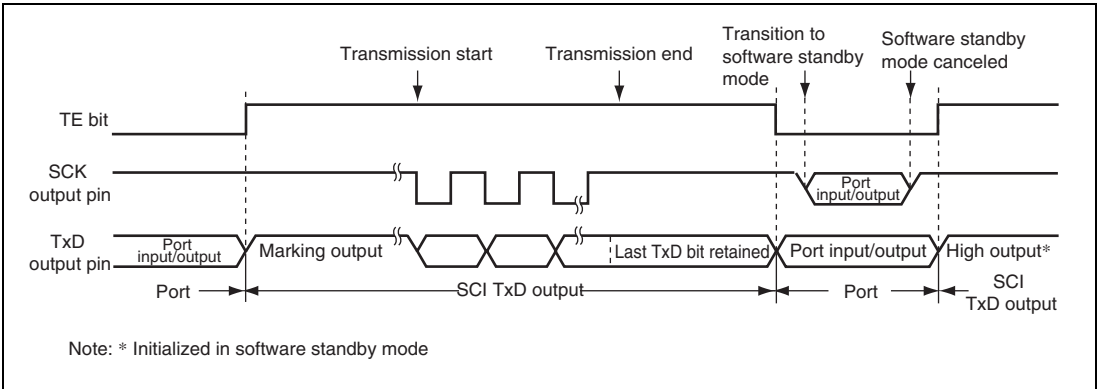 Transmission start
Transmission end
Transition to
software standby
mode
Software standby
mode canceled
TE bit
SCK
output pin
Port
input/output
TxD
output pin
Port
input/output
Marking output
Last TxD bit retained
Port input/output
High output*
Port
SCI TxD output
Port
SCI
TxD output
Note: * Initialized in software standby mode